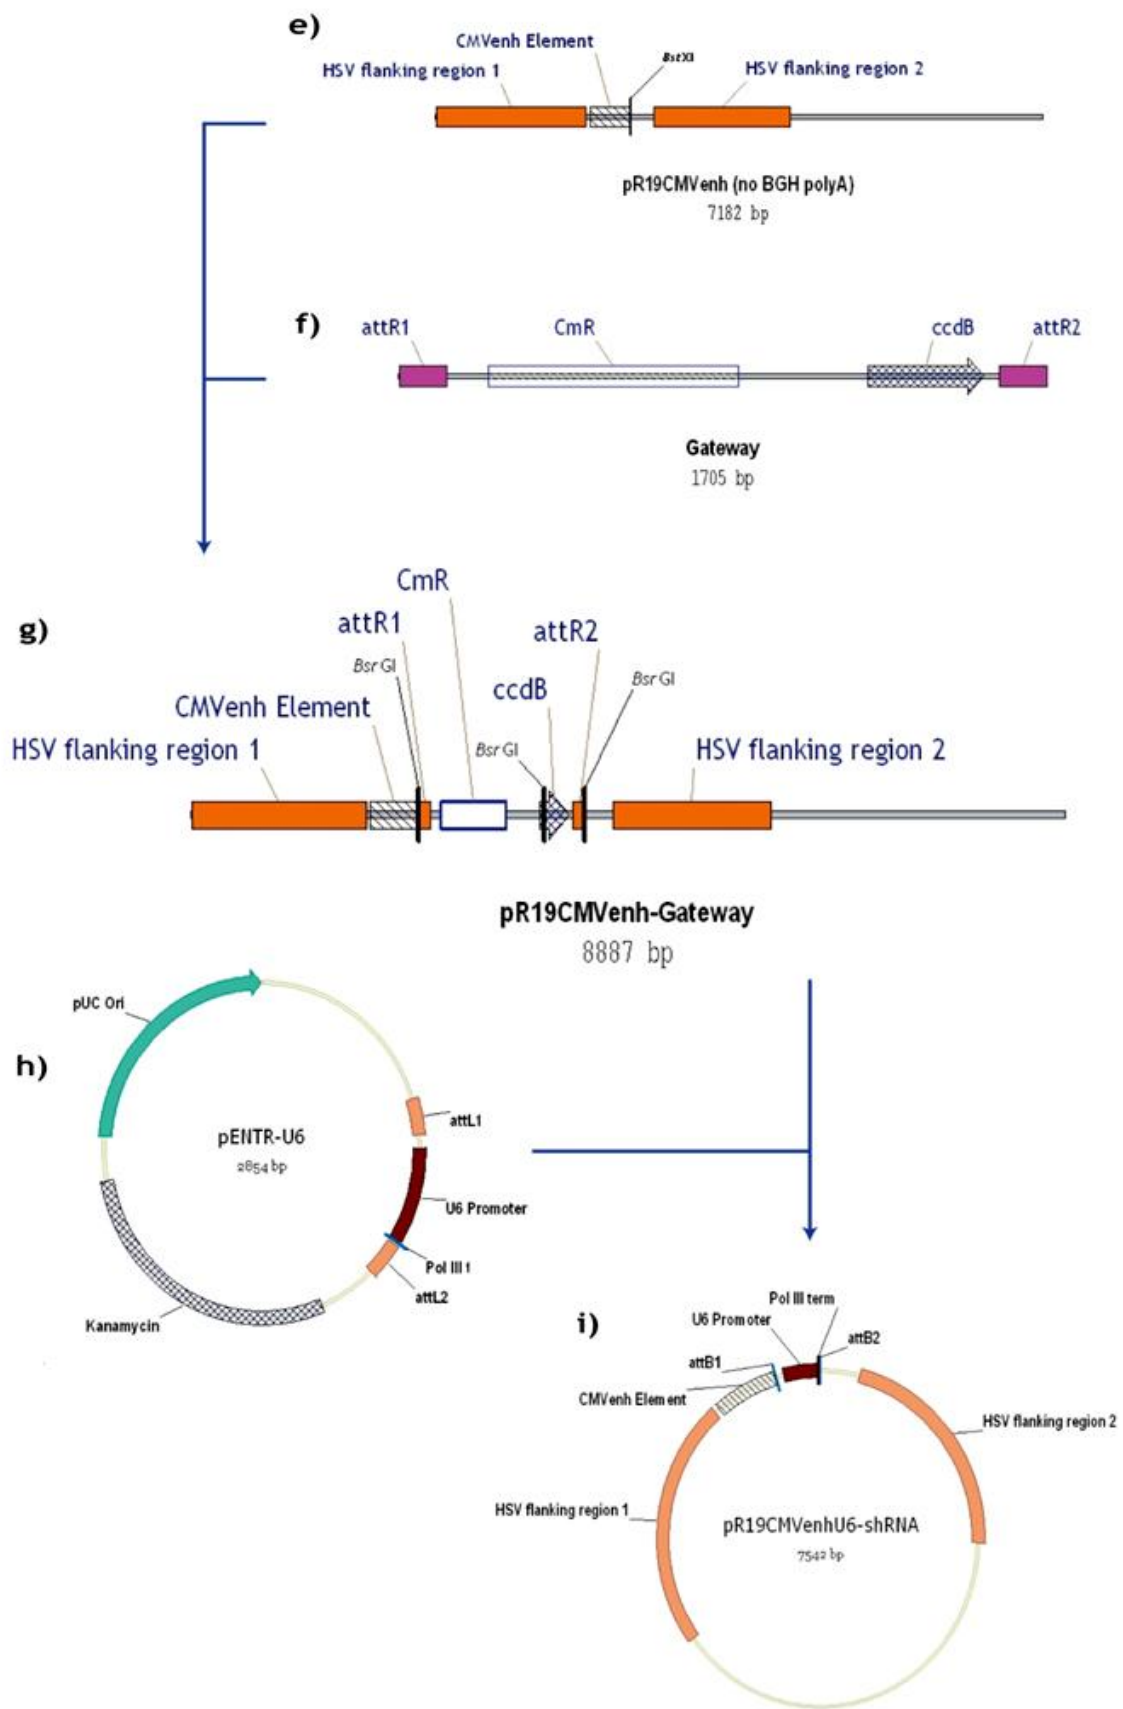 e)
CMVenh Element
BstXI
HSV flanking region 1
HSV flanking region 2
pR19CMVenh (no BGH polyA)
7182 bp
f)
attR1
CmR
ccdB
attR2
Gateway
1705 bp
g)
CmR
attR1
attR2
BsrGI
BsrGI
ccdB
CMVenh Element
BsrGI
HSV flanking region 1
HSV flanking region 2
pR19CMVenh-Gateway
8887 bp
h)
pUC Ori
attL1
pENTR-U6
2854 bp
U6 Promoter
Pol III t
attL2
Kanamycin
i)
Pol III term
U6 Promoter
attB2
attB1
CMVenh Element
HSV flanking region 2
HSV flanking region 1
pR19CMVenhU6-shRNA
7542 bp